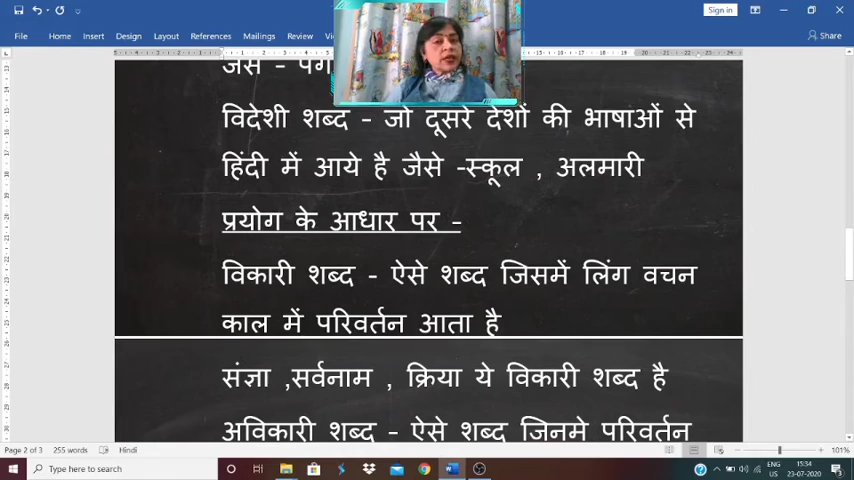 Sign in
File Home Insert Draw Design Layout References Mailings Review Share
विदेशी शब्द - जो दूसरे देशों की भाषाओं से
हिंदी में आये है जैसे -स्कूल , अलमारी
प्रयोग के आधार पर -
विकारी शब्द - ऐसे शब्द जिसमें लिंग वचन
काल में परिवर्तन आता है
संज्ञा ,सर्वनाम , क्रिया ये विकारी शब्द है
अविकारी शब्द - ऐसे शब्द जिनमे परिवर्तन
Page 2 of 3 255 words Hindi 101%
Type here to search ENG US 15:34 23-07-2020